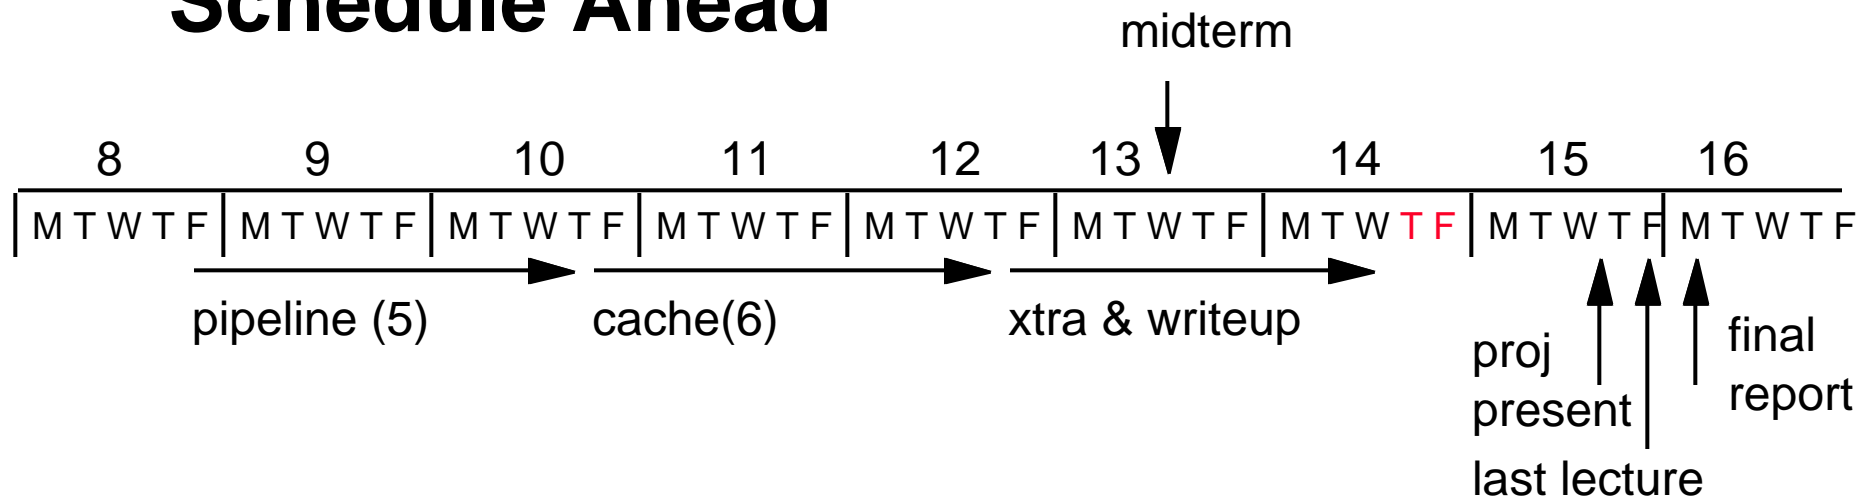 Schedule Ahead
midterm
8 9 10 11 12 13 14 15 16
M T W T F M T W T F M T W T F M T W T F M T W T F M T W T F M T W T F M T W T F M T W T F
pipeline (5) cache(6) xtra & writeup
proj
present
last lecture
final
report